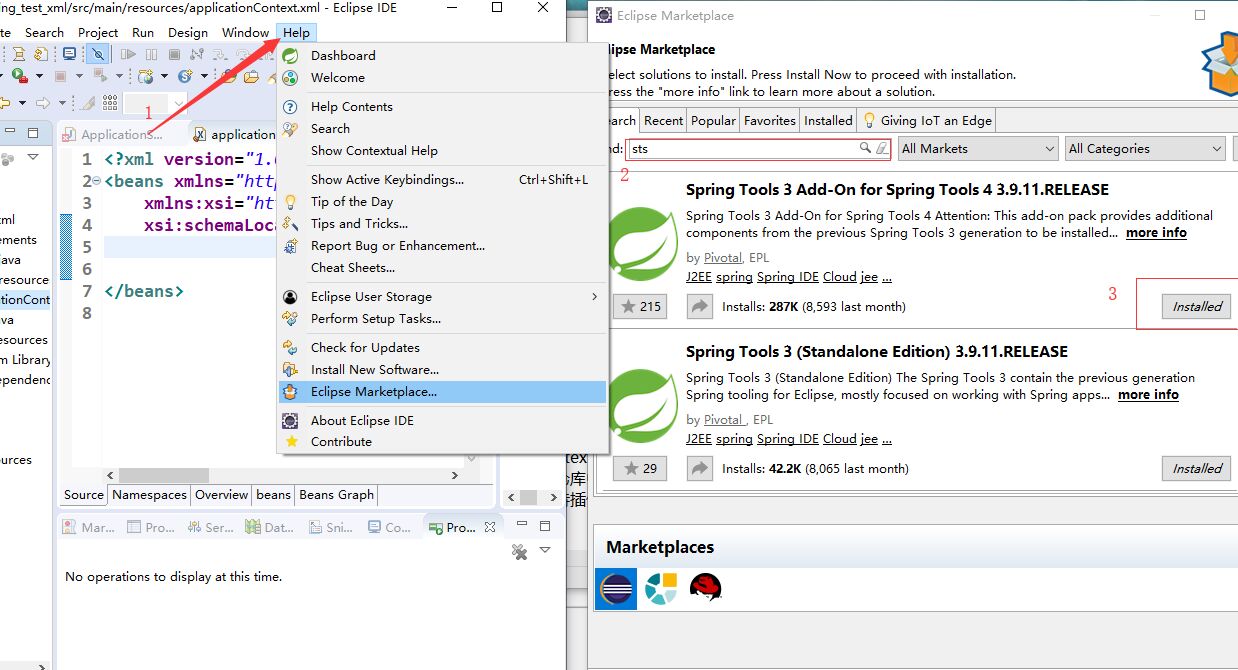 ng_test_xml/src/main/resources/applicationContext.xml - Eclipse IDE
te Search Project Run Design Window Help
1
Applications...
application
1 <?xml version="1.
2 <beans xmlns="htt
3 xmlns:xsi="ht
4 xsi:schemaLoca
5
6
7 </beans>
8
xml
ements
ava
resource
ationCont
va
esources
m Library
ependenc
ources
Dashboard
Welcome
Help Contents
Search
Show Contextual Help
Show Active Keybindings... Ctrl+Shift+L
Tip of the Day
Tips and Tricks...
Report Bug or Enhancement...
Cheat Sheets...
Eclipse User Storage
Perform Setup Tasks...
Check for Updates
Install New Software...
Eclipse Marketplace...
About Eclipse IDE
Contribute
Source Namespaces Overview beans Beans Graph
Mar... Pro... Ser... Dat... Sni... Co... Pro...
No operations to display at this time.
tex
库
插
Eclipse Marketplace
lipse Marketplace
elect solutions to install. Press Install Now to proceed with installation.
ress the "more info" link to learn more about a solution.
earch Recent Popular Favorites Installed Giving IoT an Edge
nd: sts All Markets All Categories
2
Spring Tools 3 Add-On for Spring Tools 4 3.9.11.RELEASE
Spring Tools 3 Add-On for Spring Tools 4 Attention: This add-on pack provides additional
components from the previous Spring Tools 3 generation to be installed... more info
by Pivotal, EPL
J2EE spring Spring IDE Cloud jee ...
215 Installs: 287K (8,593 last month) Installed
3
Spring Tools 3 (Standalone Edition) 3.9.11.RELEASE
Spring Tools 3 (Standalone Edition) The Spring Tools 3 contain the previous generation
Spring tooling for Eclipse, mostly focused on working with Spring apps... more info
by Pivotal , EPL
J2EE spring Spring IDE Cloud jee ...
29 Installs: 42.2K (8,065 last month) Installed
Marketplaces